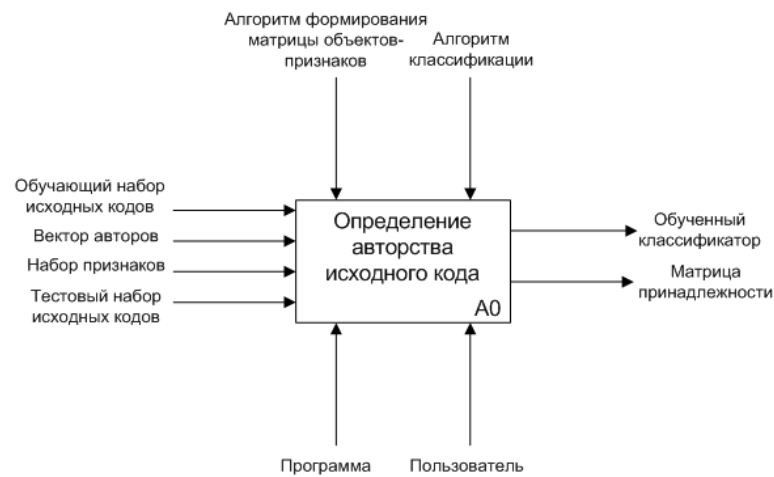 Алгоритм формирования
матрицы объектов-
признаков
Алгоритм
классификации
Обучающий набор
исходных кодов
Вектор авторов
Набор признаков
Тестовый набор
исходных кодов
Определение
авторства
исходного кода
A0
Обученный
классификатор
Матрица
принадлежности
Программа
Пользователь